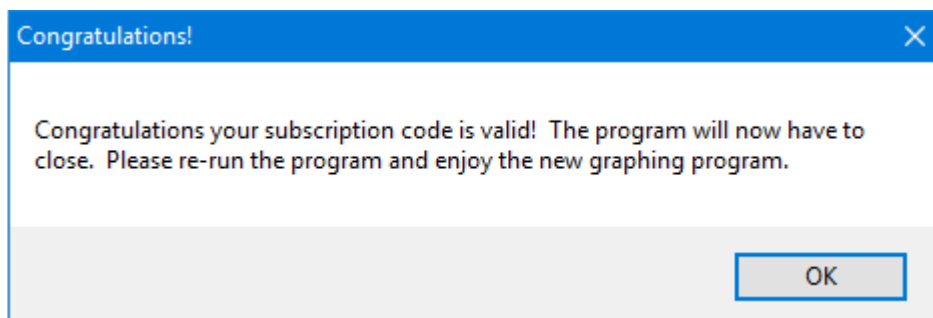 Congratulations!
Congratulations your subscription code is valid!  The program will now have to
close.  Please re-run the program and enjoy the new graphing program.
OK